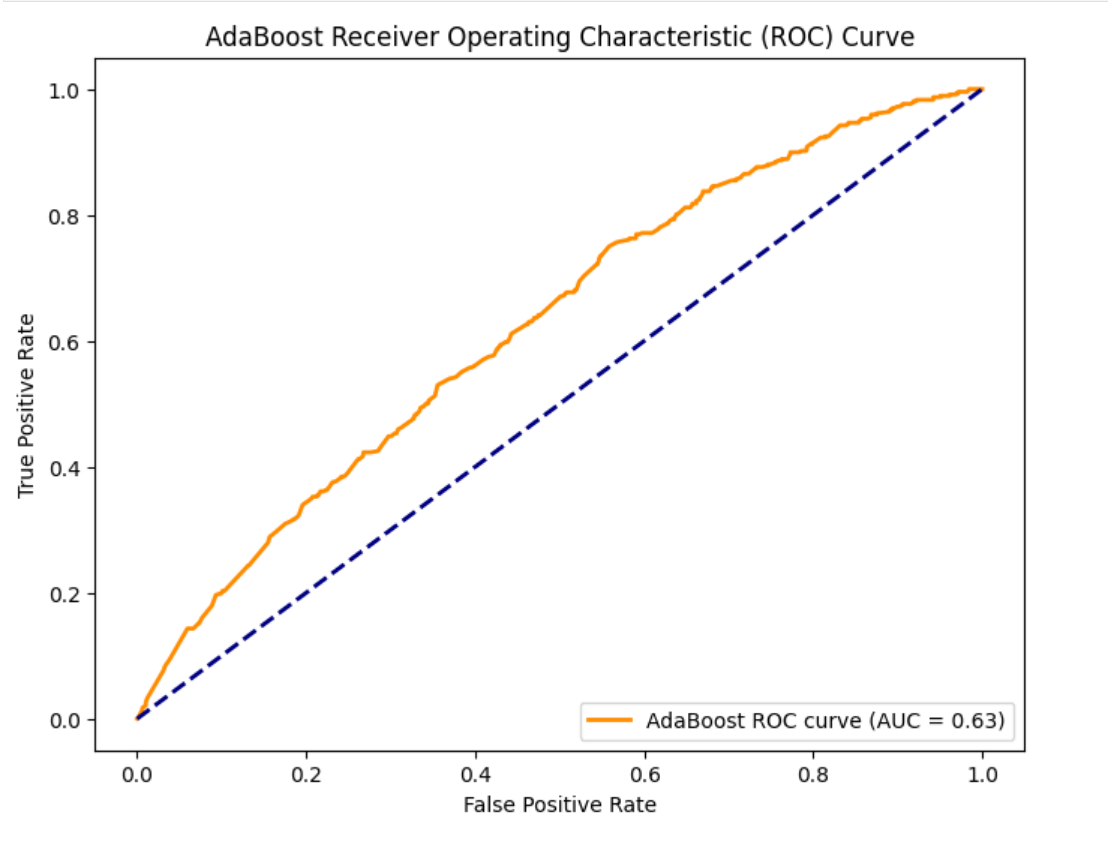 AdaBoost Receiver Operating Characteristic (ROC) Curve
1.0
0.8
0.6
0.4
0.2
0.0
True Positive Rate
AdaBoost ROC curve (AUC = 0.63)
0.0 0.2 0.4 0.6 0.8 1.0
False Positive Rate